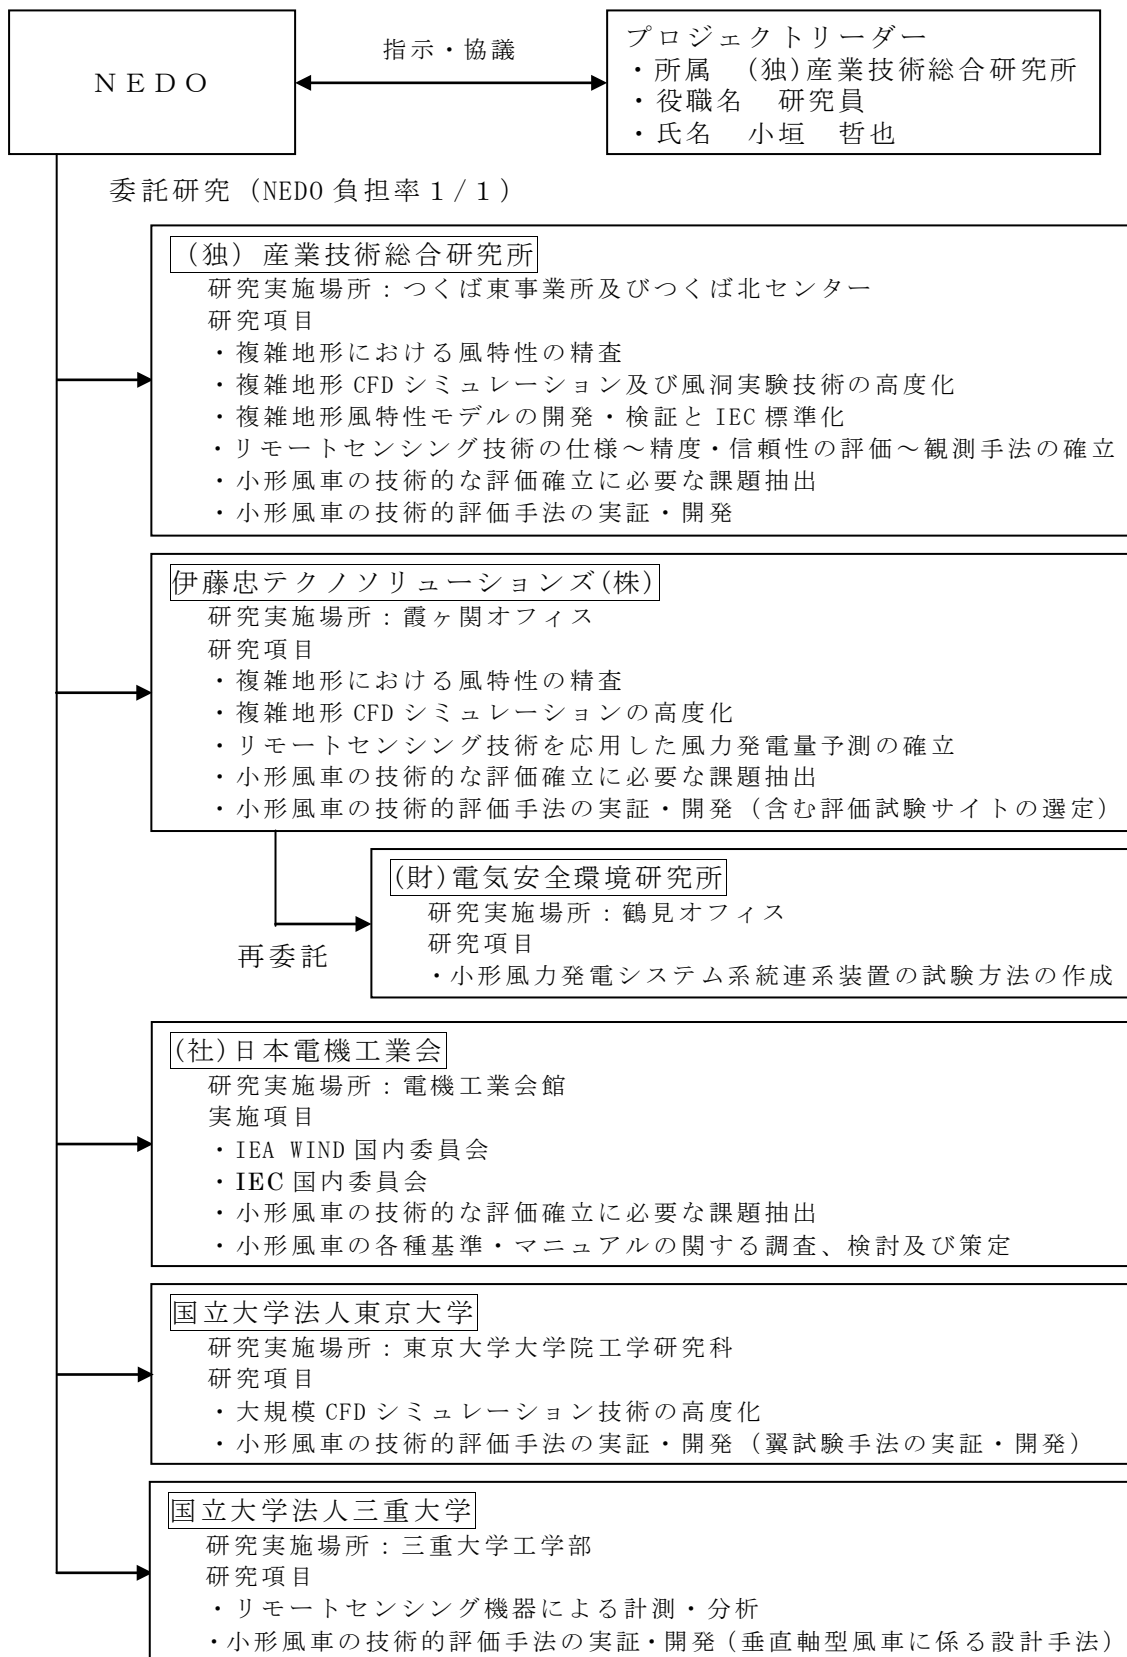 NEDO
指示・協議
プロジェクトリーダー
・所属　(独)産業技術総合研究所
・役職名　研究員
・氏名　小垣　哲也
委託研究（NEDO 負担率１/１）
（独）産業技術総合研究所
研究実施場所：つくば東事業所及びつくば北センター
研究項目
・複雑地形における風特性の精査
・複雑地形 CFD シミュレーション及び風洞実験技術の高度化
・複雑地形風特性モデルの開発・検証と IEC 標準化
・リモートセンシング技術の仕様～精度・信頼性の評価～観測手法の確立
・小形風車の技術的な評価確立に必要な課題抽出
・小形風車の技術的評価手法の実証・開発
伊藤忠テクノソリューションズ(株)
研究実施場所：霞ヶ関オフィス
研究項目
・複雑地形における風特性の精査
・複雑地形 CFD シミュレーションの高度化
・リモートセンシング技術を応用した風力発電量予測の確立
・小形風車の技術的な評価確立に必要な課題抽出
・小形風車の技術的評価手法の実証・開発（含む評価試験サイトの選定）
再委託
(財)電気安全環境研究所
研究実施場所：鶴見オフィス
研究項目
・小形風力発電システム系統連系装置の試験方法の作成
(社)日本電機工業会
研究実施場所：電機工業会館
実施項目
・IEA WIND 国内委員会
・IEC 国内委員会
・小形風車の技術的な評価確立に必要な課題抽出
・小形風車の各種基準・マニュアルの関する調査、検討及び策定
国立大学法人東京大学
研究実施場所：東京大学大学院工学研究科
研究項目
・大規模 CFD シミュレーション技術の高度化
・小形風車の技術的評価手法の実証・開発（翼試験手法の実証・開発）
国立大学法人三重大学
研究実施場所：三重大学工学部
研究項目
・リモートセンシング機器による計測・分析
・小形風車の技術的評価手法の実証・開発（垂直軸型風車に係る設計手法）